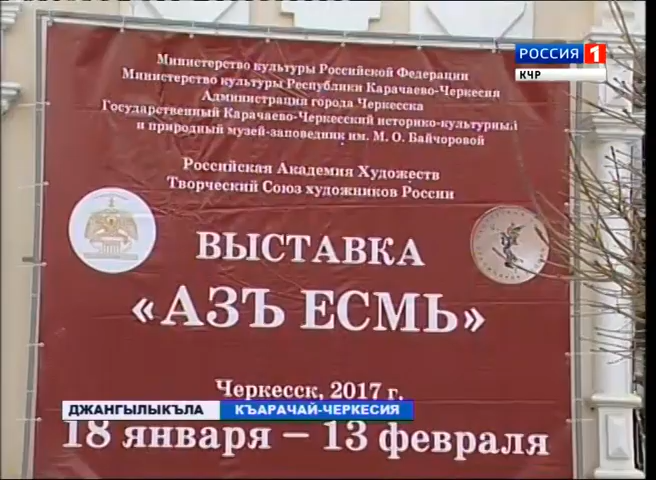 РОССИЯ 1
КЧР
Министерство культуры Российской Федерации
Министерство культуры Республики Карачаево-Черкесия
Администрация города Черкесска
Государственный Карачаево-Черкесский историко-культурный
и природный музей-заповедник им. М. О. Байчоровой
Российская Академия Художеств
Творческий Союз художников России
ВЫСТАВКА
«АЗЪ ЕСМЬ»
Черкесск, 2017 г.
ДЖАНГЫЛЫКЪЛА КЪАРАЧАЙ-ЧЕРКЕСИЯ
18 января – 13 февраля